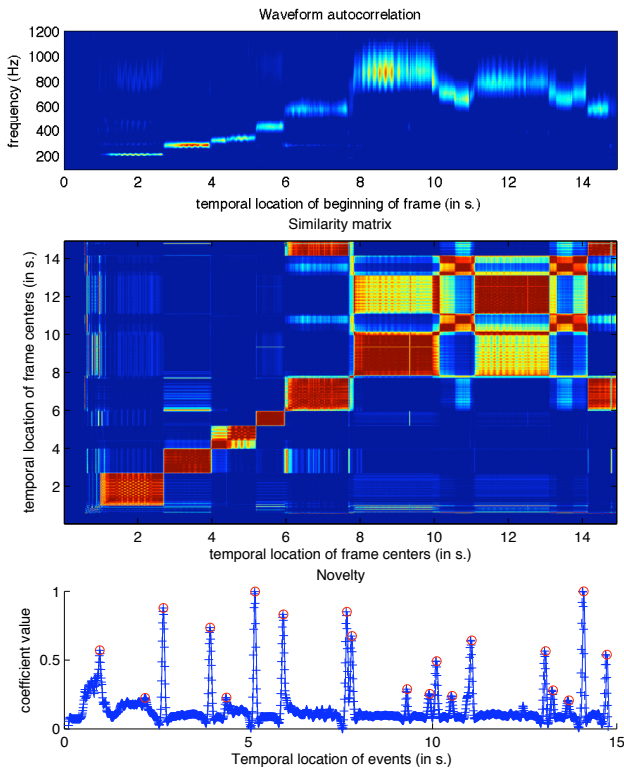 Waveform autocorrelation
frequency (Hz)
1200
1000
800
600
400
200
0 2 4 6 8 10 12 14
temporal location of beginning of frame (in s.)
Similarity matrix
temporal location of frame centers (in s.)
14
12
10
8
6
4
2
2 4 6 8 10 12 14
temporal location of frame centers (in s.)
Novelty
coefficient value
1
0.5
0
0 5 10 15
Temporal location of events (in s.)